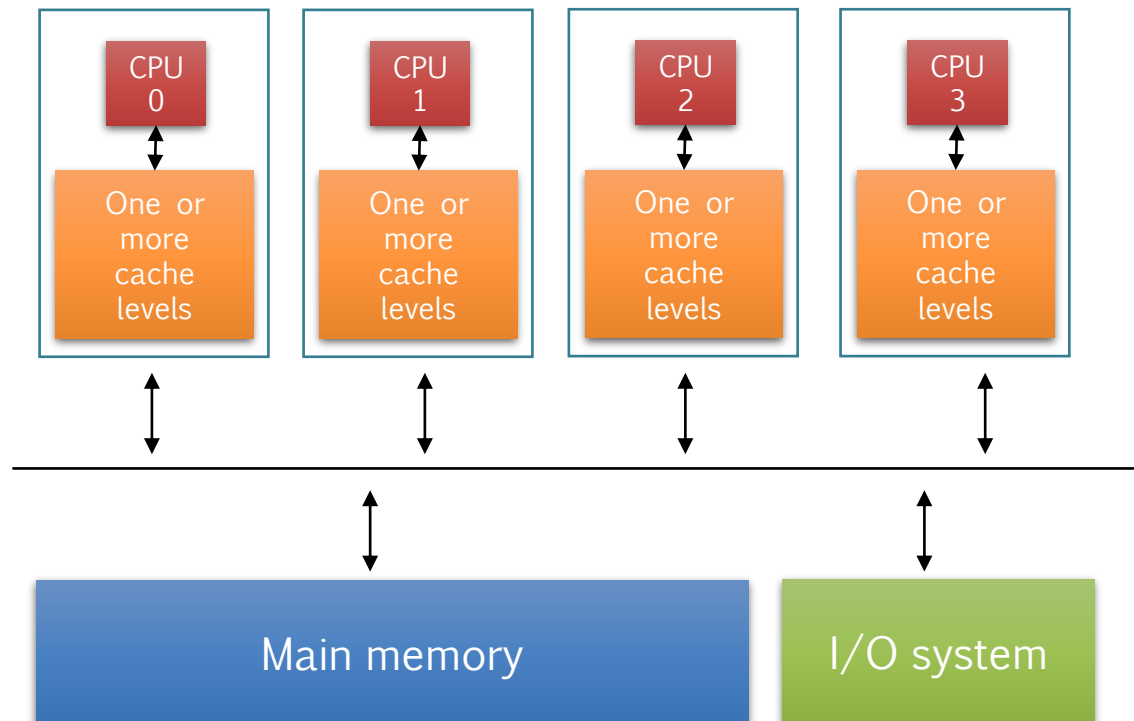 CPU
0
CPU
1
CPU
2
CPU
3
One or
more
cache
levels
One or
more
cache
levels
One or
more
cache
levels
One or
more
cache
levels
Main memory
I/O system